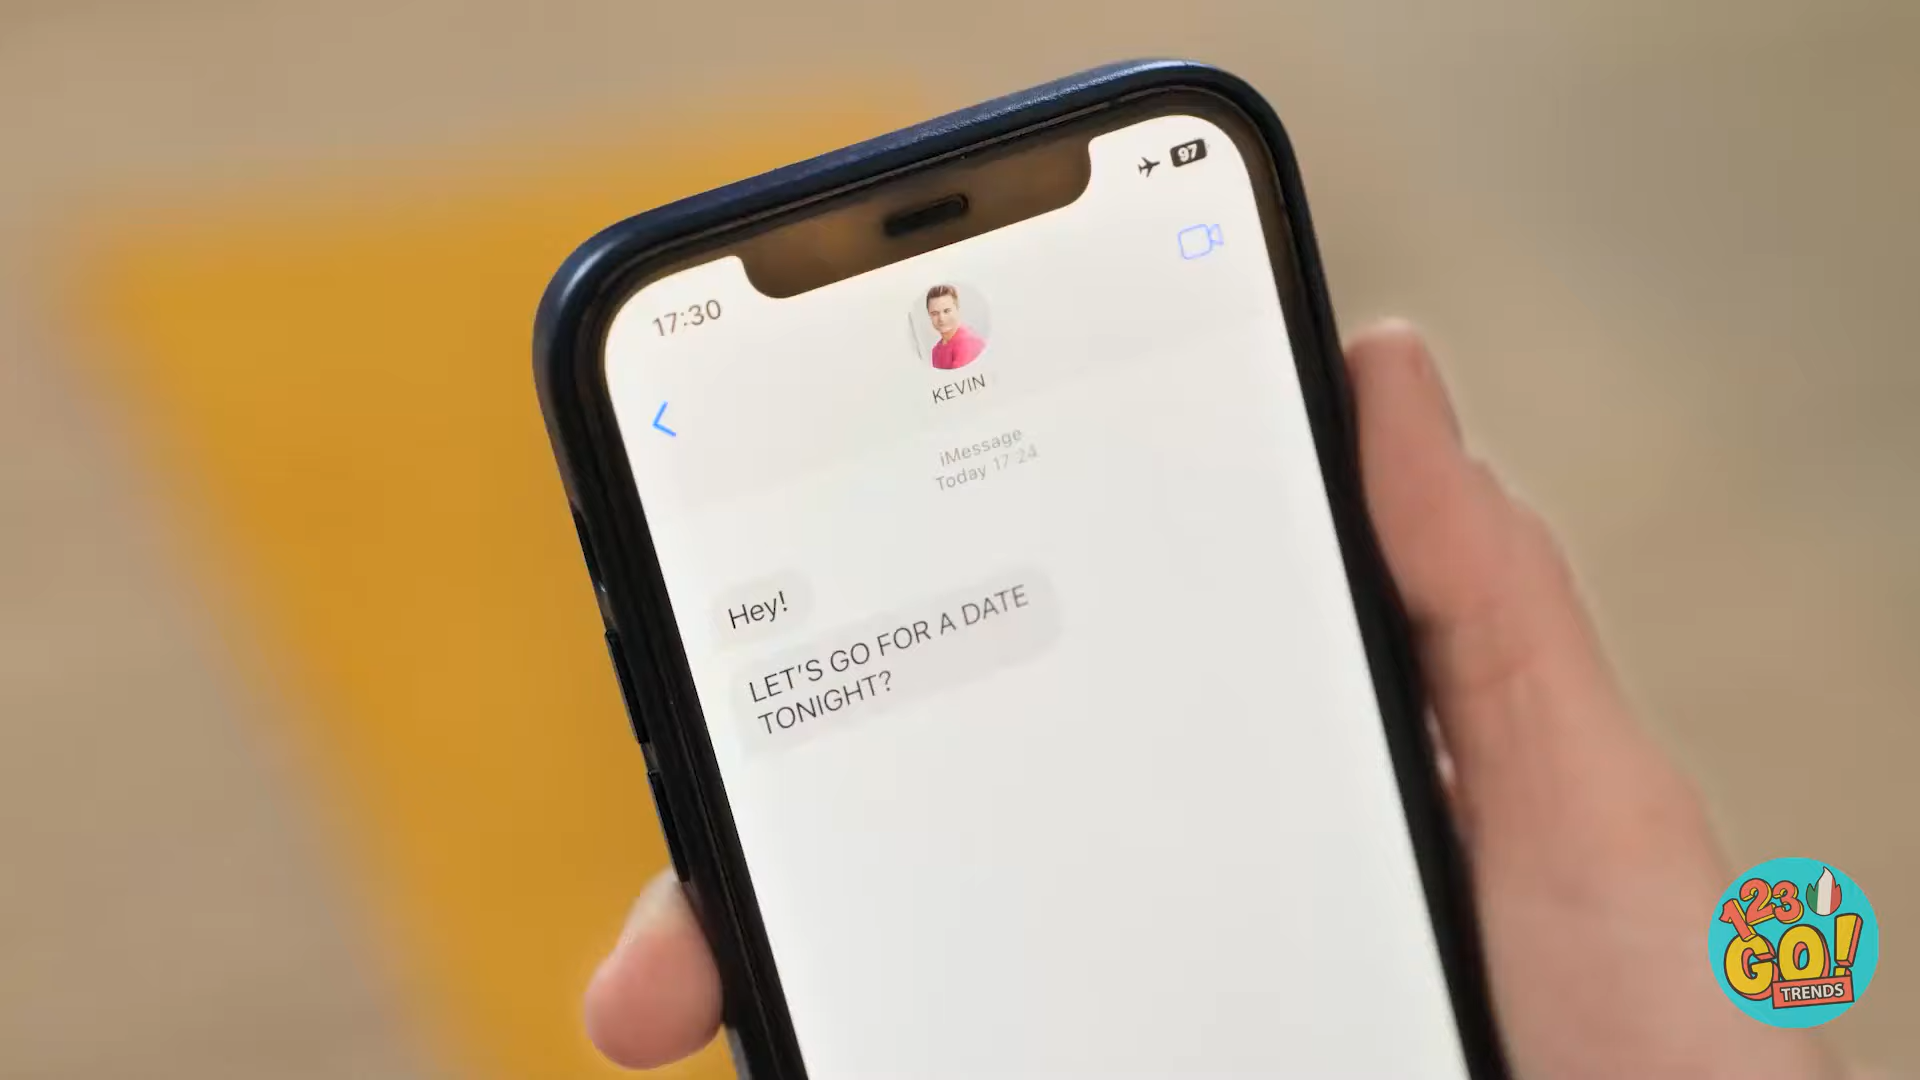 97
17:30
KEVIN
iMessage
Today 17:24
Hey!
LET'S GO FOR A DATE
TONIGHT?
123
GO!
TRENDS